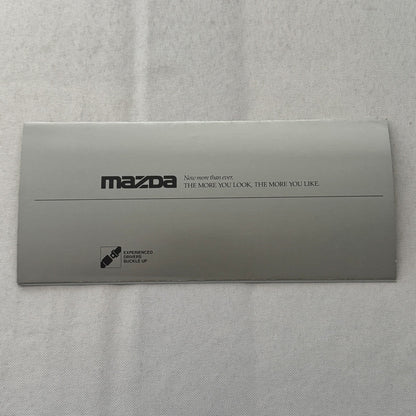 mazda
Now more than ever.
THE MORE YOU LOOK, THE MORE YOU LIKE.
EXPERIENCED
DRIVERS
BUCKLE UP